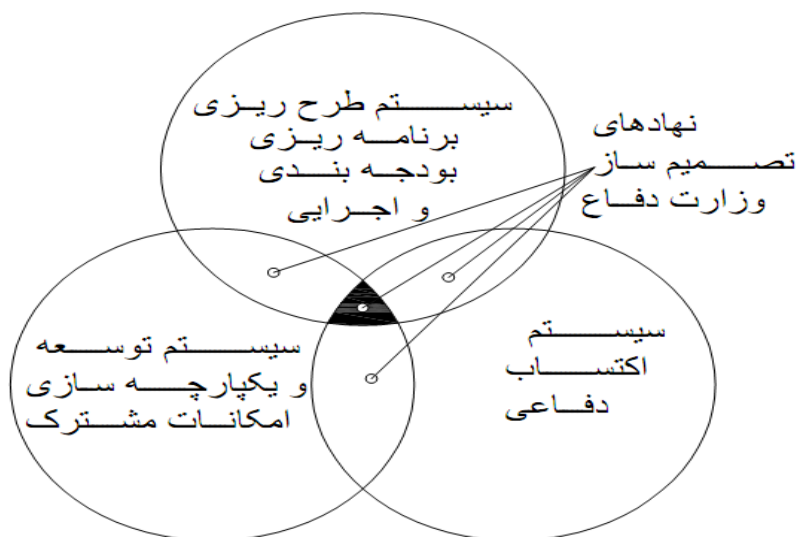 سیستم طرح ریزی
برنامه ریزی
بودجه بندی
و اجرایی
نهادهای
تصمیم ساز
وزارت دفاع
سیستم توسعه
و یکپارچه سازی
امکانات مشترک
سیستم
اکتساب
دفاعی